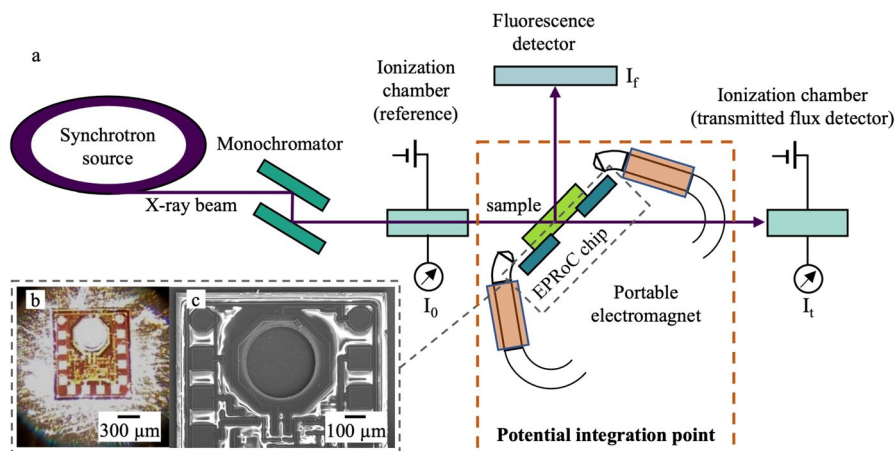 a
Fluorescence
detector
I_f
Ionization
chamber
(reference)
Ionization chamber
(transmitted flux detector)
Synchrotron
source
Monochromator
X-ray beam
sample
EPRoC chip
Portable
electromagnet
I_0
I_t
b
c
300 µm
100 µm
Potential integration point